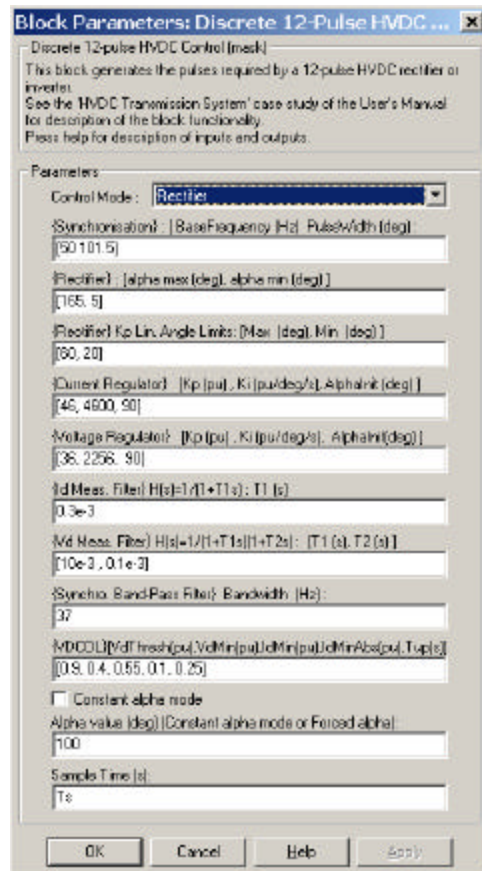 Block Parameters: Discrete 12-Pulse HVDC ...
Discrete 12-pulse HVDC Control (mask)
This block generates the pulses required by a 12-pulse HVDC rectifier or
inverter.
See the 'HVDC Transmission System' case study of the User's Manual
for description of the block functionality.
Press help for description of inputs and outputs.
Parameters
Control Mode : Rectifier
{Synchronisation} : [ BaseFrequency (Hz) PulseWidth (deg) :
[50 101.5]
{Rectifier} : [alpha max (deg), alpha min (deg) ]
[165, 5]
{Rectifier} Kp Lin. Angle Limits: [Max (deg), Min (deg) ]
[60, 20]
{Current Regulator} [Kp (pu) , Ki (pu/deg/s), AlphaInit (deg) ]
[46, 4600, 90]
{Voltage Regulator} [Kp (pu) , Ki (pu/deg/s), AlphaInit(deg) ]
[36, 2256, 90]
{Id Meas. Filter} H(s)=1/(1+T1s) : T1 (s)
0.3e-3
{Vd Meas. Filter} H(s)=1/(1+T1s)(1+T2s) : [T1 (s), T2 (s) ]
[10e-3 , 0.1e-3]
{Synchro. Band-Pass Filter} Bandwidth (Hz) :
37
{VDCOL}[VdThresh(pu),VdMin(pu),IdMin(pu),IdMinAbs(pu),Tup(s)]
[0.9, 0.4, 0.55, 0.1, 0.25]
Constant alpha mode
Alpha value (deg) (Constant alpha mode or Forced alpha):
100
Sample Time (s):
Ts
OK Cancel Help Apply